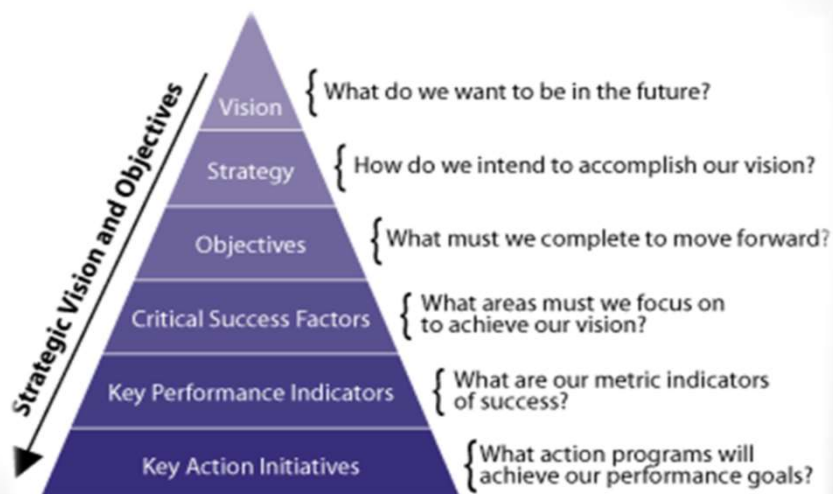 Strategic Vision and Objectives
Vision
What do we want to be in the future?
Strategy
How do we intend to accomplish our vision?
Objectives
What must we complete to move forward?
Critical Success Factors
What areas must we focus on
to achieve our vision?
Key Performance Indicators
What are our metric indicators
of success?
Key Action Initiatives
What action programs will
achieve our performance goals?